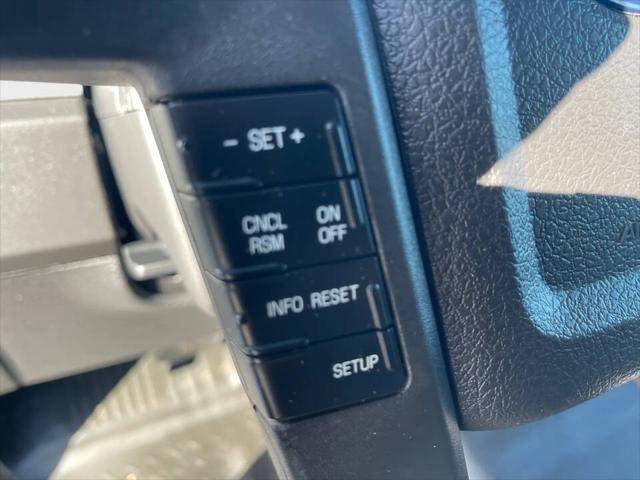 - SET +
CNCL ON
RSM OFF
INFO RESET
SETUP